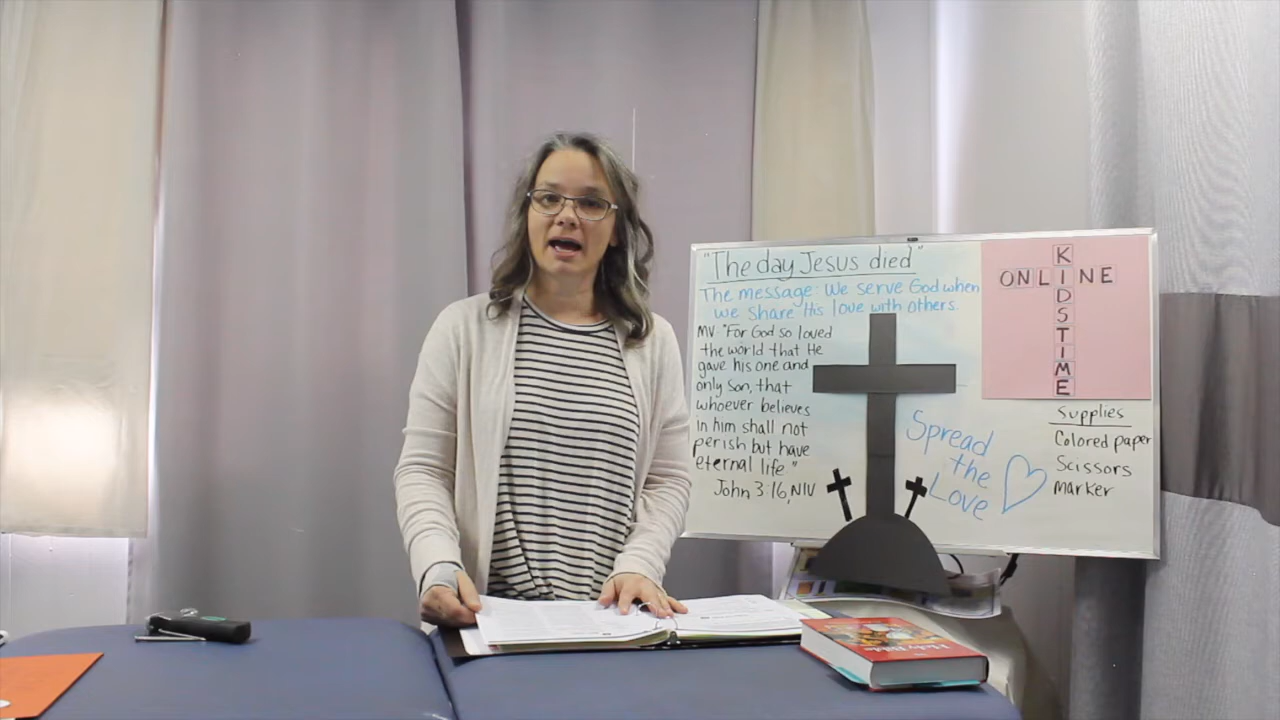 "The day Jesus died"
The message: We serve God when
we share His love with others.
MV: "For God so loved
the world that He
gave his one and
only Son, that
whoever believes
in him shall not
perish but have
eternal life."
John 3:16, NIV
Spread
the
Love
ONLINE
KIDSTIME
Supplies
Colored paper
Scissors
Marker
Holy Bible